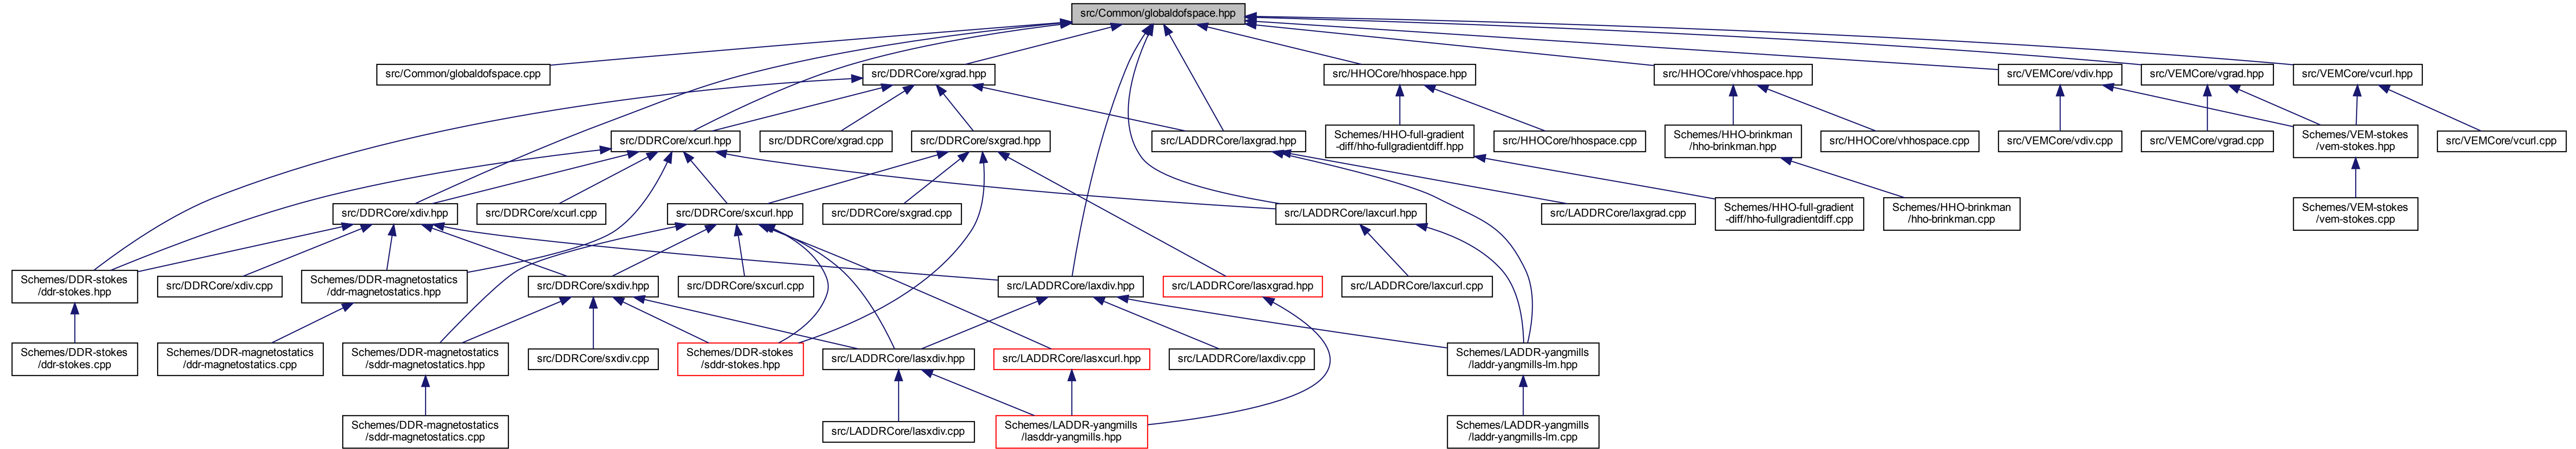 src/Common/globaldofspace.hpp
src/Common/globaldofspace.cpp
src/DDRCore/xgrad.hpp
src/HHOCore/hhospace.hpp
src/HHOCore/vhhospace.hpp
src/VEMCore/vdiv.hpp
src/VEMCore/vgrad.hpp
src/VEMCore/vcurl.hpp
src/DDRCore/xcurl.hpp
src/DDRCore/xgrad.cpp
src/DDRCore/sxgrad.hpp
src/LADDRCore/laxgrad.hpp
Schemes/HHO-full-gradient
-diff/hho-fullgradientdiff.hpp
src/HHOCore/hhospace.cpp
Schemes/HHO-brinkman
/hho-brinkman.hpp
src/HHOCore/vhhospace.cpp
src/VEMCore/vdiv.cpp
src/VEMCore/vgrad.cpp
Schemes/VEM-stokes
/vem-stokes.hpp
src/VEMCore/vcurl.cpp
src/DDRCore/xdiv.hpp
src/DDRCore/xcurl.cpp
src/DDRCore/sxcurl.hpp
src/DDRCore/sxgrad.cpp
src/LADDRCore/laxcurl.hpp
src/LADDRCore/laxgrad.cpp
Schemes/HHO-full-gradient
-diff/hho-fullgradientdiff.cpp
Schemes/HHO-brinkman
/hho-brinkman.cpp
Schemes/VEM-stokes
/vem-stokes.cpp
Schemes/DDR-stokes
/ddr-stokes.hpp
src/DDRCore/xdiv.cpp
Schemes/DDR-magnetostatics
/ddr-magnetostatics.hpp
src/DDRCore/sxdiv.hpp
src/DDRCore/sxcurl.cpp
src/LADDRCore/laxdiv.hpp
src/LADDRCore/lasxgrad.hpp
src/LADDRCore/laxcurl.cpp
Schemes/DDR-stokes
/ddr-stokes.cpp
Schemes/DDR-magnetostatics
/ddr-magnetostatics.cpp
Schemes/DDR-magnetostatics
/sddr-magnetostatics.hpp
src/DDRCore/sxdiv.cpp
Schemes/DDR-stokes
/sddr-stokes.hpp
src/LADDRCore/lasxdiv.hpp
src/LADDRCore/lasxcurl.hpp
src/LADDRCore/laxdiv.cpp
Schemes/LADDR-yangmills
/laddr-yangmills-lm.hpp
Schemes/DDR-magnetostatics
/sddr-magnetostatics.cpp
src/LADDRCore/lasxdiv.cpp
Schemes/LADDR-yangmills
/lasddr-yangmills.hpp
Schemes/LADDR-yangmills
/laddr-yangmills-lm.cpp